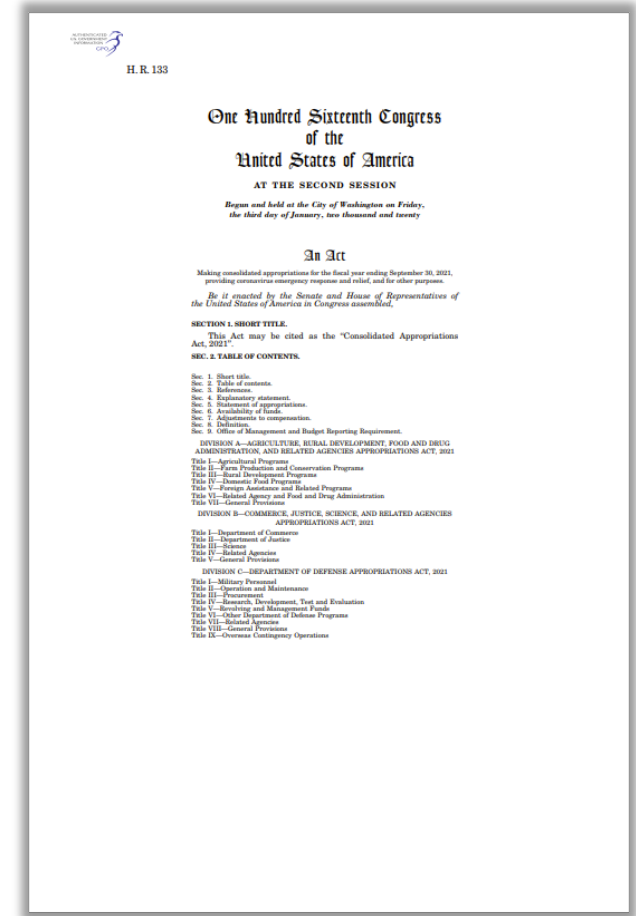 AUTHENTICATED
U.S. GOVERNMENT
INFORMATION
GPO
H. R. 133
One Hundred Sixteenth Congress
of the
United States of America
AT THE SECOND SESSION
Begun and held at the City of Washington on Friday,
the third day of January, two thousand and twenty
An Act
Making consolidated appropriations for the fiscal year ending September 30, 2021,
providing coronavirus emergency response and relief, and for other purposes.
Be it enacted by the Senate and House of Representatives of
the United States of America in Congress assembled,
SECTION 1. SHORT TITLE.
This Act may be cited as the “Consolidated Appropriations
Act, 2021”.
SEC. 2. TABLE OF CONTENTS.
Sec. 1. Short title.
Sec. 2. Table of contents.
Sec. 3. References.
Sec. 4. Explanatory statement.
Sec. 5. Statement of appropriations.
Sec. 6. Availability of funds.
Sec. 7. Adjustments to compensation.
Sec. 8. Definition.
Sec. 9. Office of Management and Budget Reporting Requirement.
DIVISION A—AGRICULTURE, RURAL DEVELOPMENT, FOOD AND DRUG
ADMINISTRATION, AND RELATED AGENCIES APPROPRIATIONS ACT, 2021
Title I—Agricultural Programs
Title II—Farm Production and Conservation Programs
Title III—Rural Development Programs
Title IV—Domestic Food Programs
Title V—Foreign Assistance and Related Programs
Title VI—Related Agency and Food and Drug Administration
Title VII—General Provisions
DIVISION B—COMMERCE, JUSTICE, SCIENCE, AND RELATED AGENCIES
APPROPRIATIONS ACT, 2021
Title I—Department of Commerce
Title II—Department of Justice
Title III—Science
Title IV—Related Agencies
Title V—General Provisions
DIVISION C—DEPARTMENT OF DEFENSE APPROPRIATIONS ACT, 2021
Title I—Military Personnel
Title II—Operation and Maintenance
Title III—Procurement
Title IV—Research, Development, Test and Evaluation
Title V—Revolving and Management Funds
Title VI—Other Department of Defense Programs
Title VII—Related Agencies
Title VIII—General Provisions
Title IX—Overseas Contingency Operations